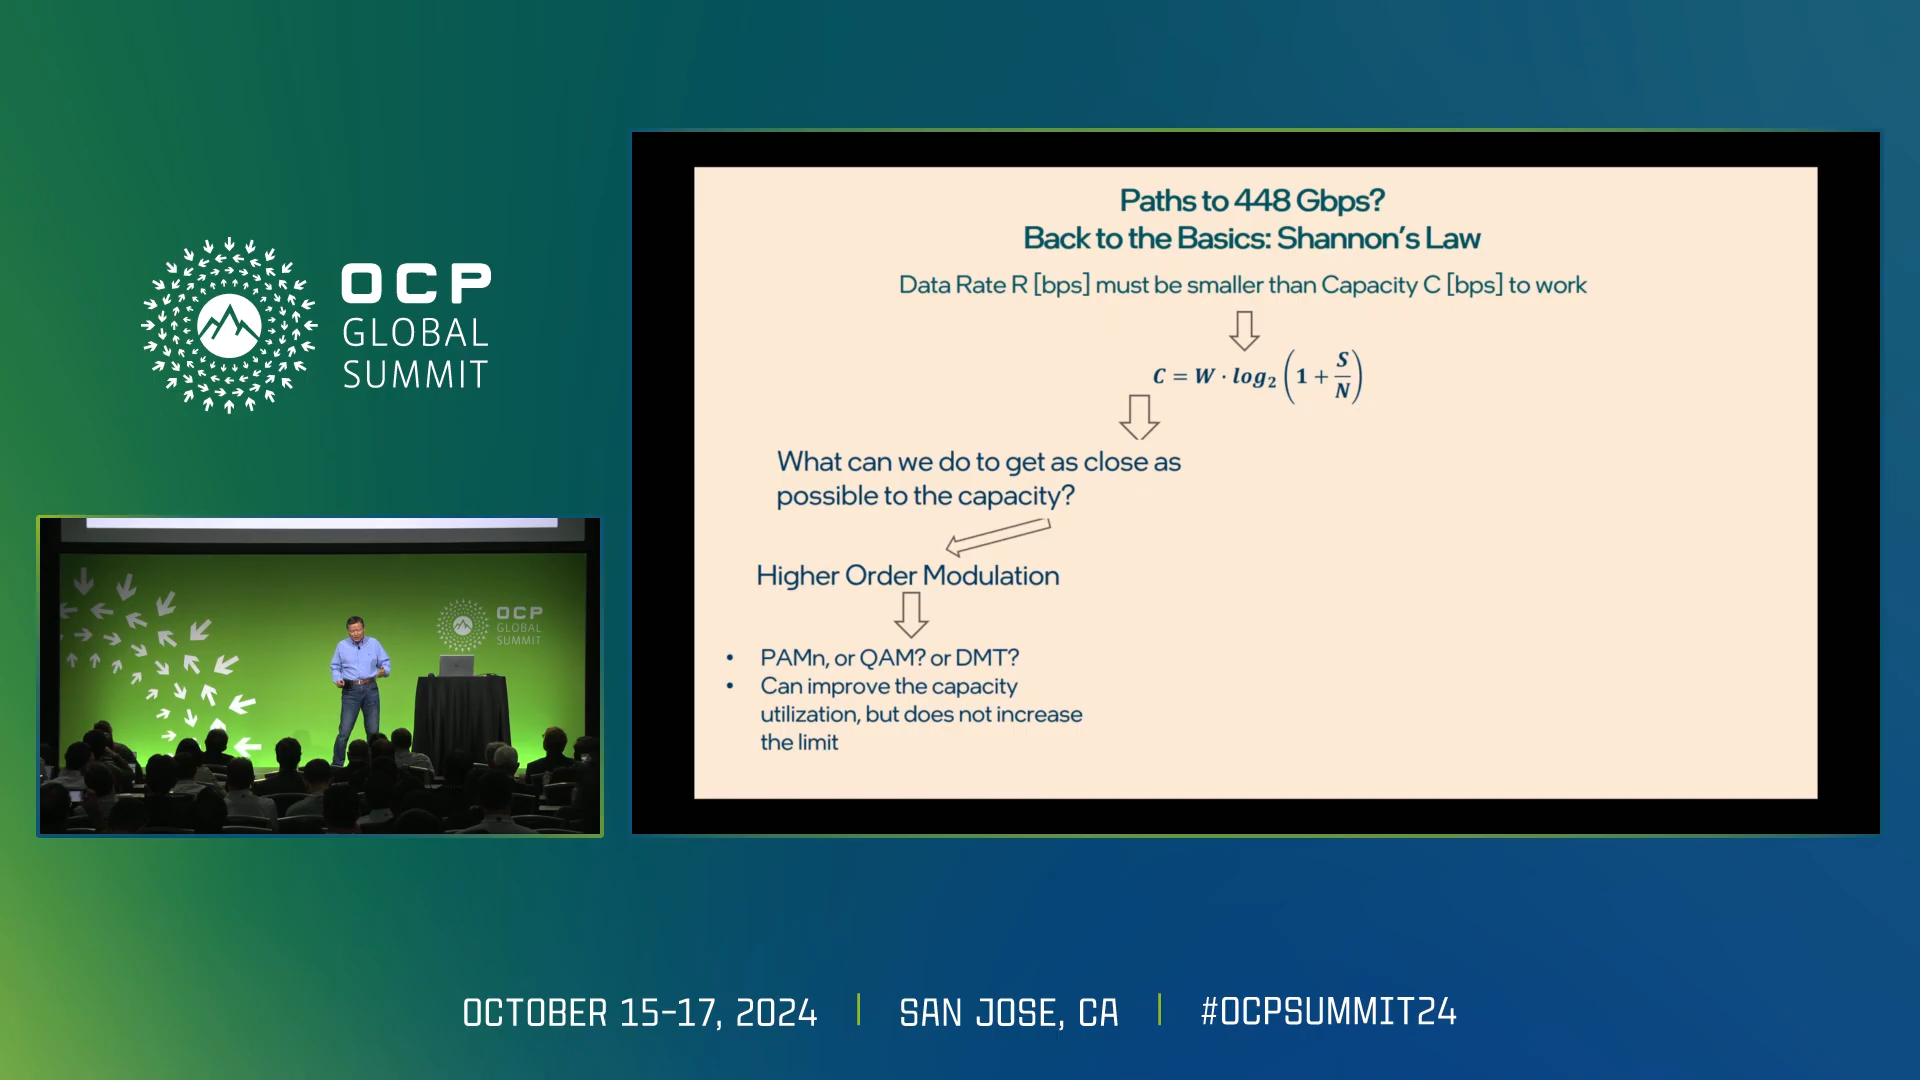 OCP
GLOBAL
SUMMIT
Paths to 448 Gbps?
Back to the Basics: Shannon's Law
Data Rate R [bps] must be smaller than Capacity C [bps] to work
C = W · log₂ (1 + S/N)
What can we do to get as close as
possible to the capacity?
Higher Order Modulation
• PAMn, or QAM? or DMT?
• Can improve the capacity
utilization, but does not increase
the limit
OCP
GLOBAL
SUMMIT
OCTOBER 15-17, 2024 | SAN JOSE, CA | #OCPSUMMIT24